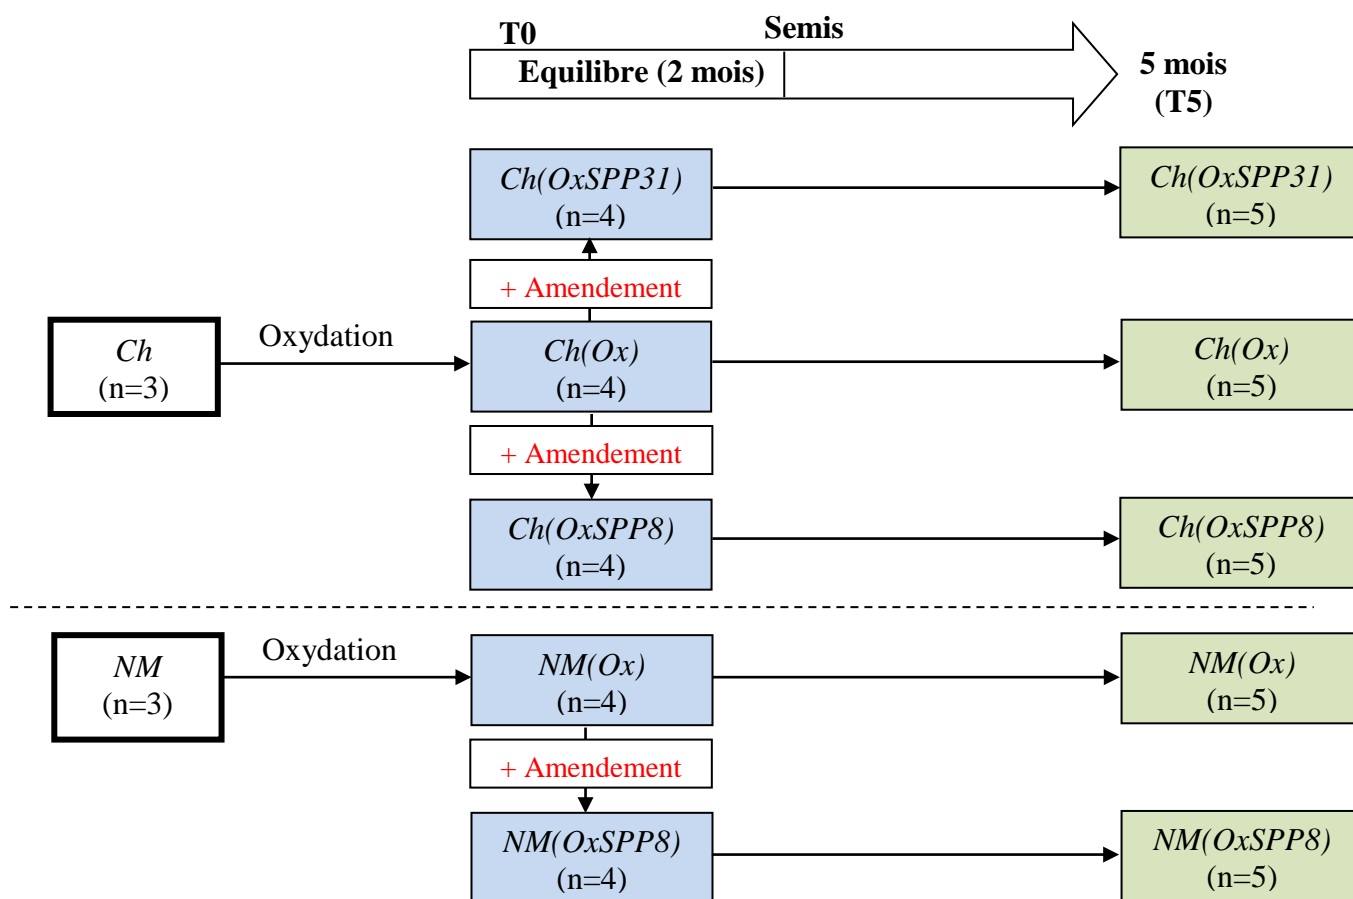 T0
Semis
Equilibre (2 mois)
5 mois
(T5)
Ch(OxSPP31)
(n=4)
Ch(OxSPP31)
(n=5)
+ Amendement
Ch
(n=3)
Oxydation
Ch(Ox)
(n=4)
Ch(Ox)
(n=5)
+ Amendement
Ch(OxSPP8)
(n=4)
Ch(OxSPP8)
(n=5)
NM
(n=3)
Oxydation
NM(Ox)
(n=4)
NM(Ox)
(n=5)
+ Amendement
NM(OxSPP8)
(n=4)
NM(OxSPP8)
(n=5)